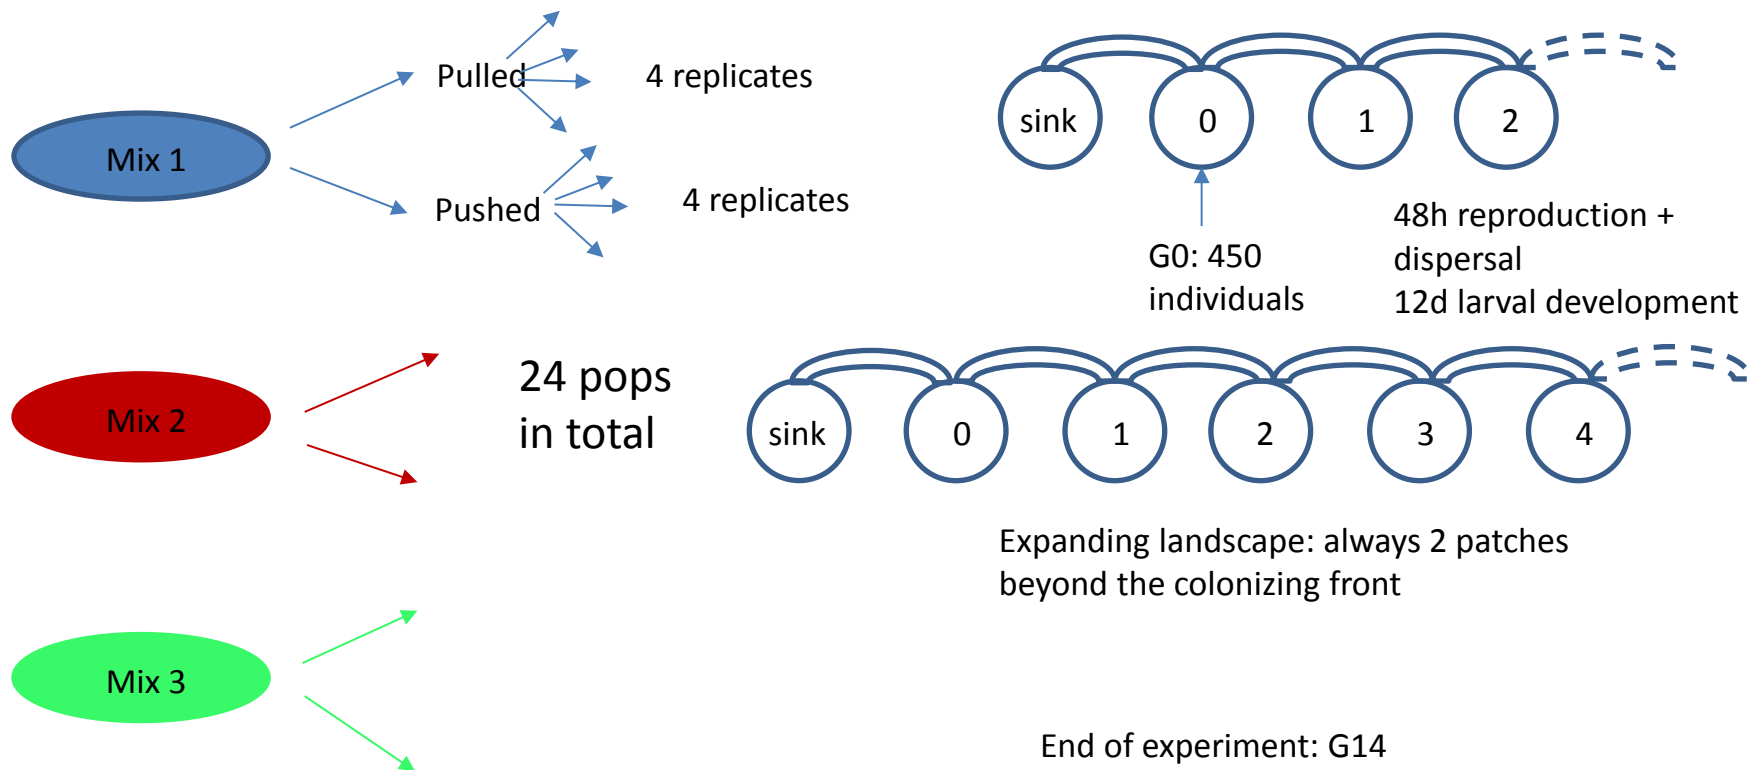 Pulled
4 replicates
Mix 1
Pushed
4 replicates
sink 0 1 2
G0: 450
individuals
48h reproduction +
dispersal
12d larval development
Mix 2
24 pops
in total
sink 0 1 2 3 4
Expanding landscape: always 2 patches
beyond the colonizing front
Mix 3
End of experiment: G14